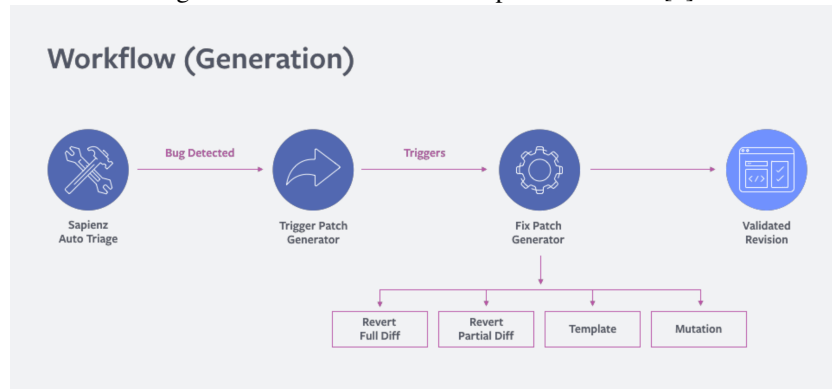 Workflow (Generation)
Bug Detected
Triggers
</>
Sapienz
Auto Triage
Trigger Patch
Generator
Fix Patch
Generator
Validated
Revision
Revert
Full Diff
Revert
Partial Diff
Template
Mutation